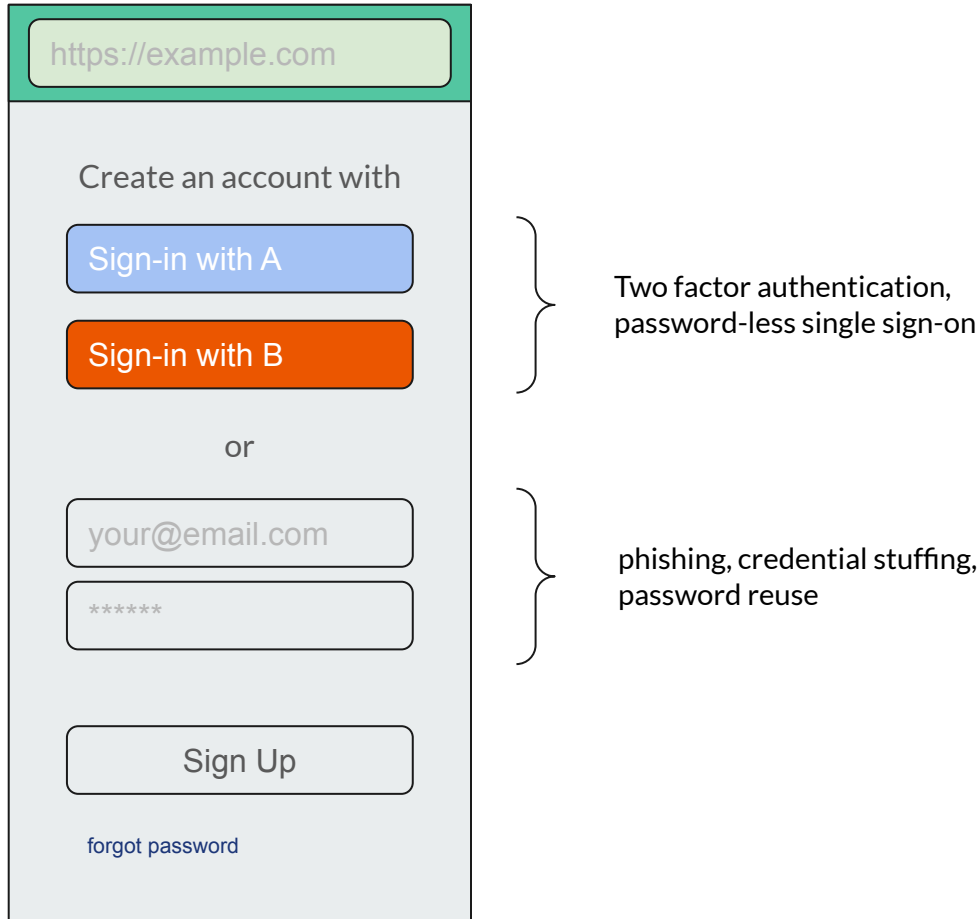 https://example.com
Create an account with
Sign-in with A
Sign-in with B
Two factor authentication,
password-less single sign-on
or
your@email.com
******
phishing, credential stuffing,
password reuse
Sign Up
forgot password